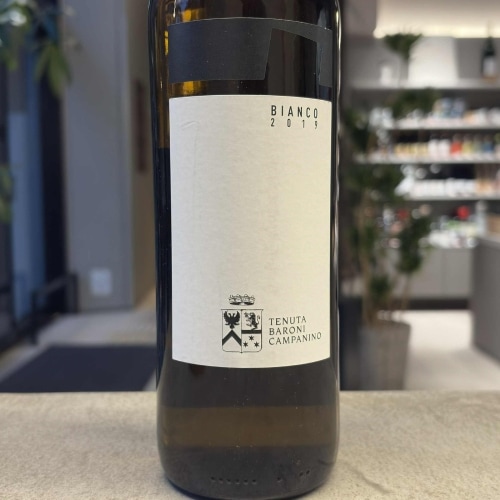 BIANCO
2019
TENUTA
BARONI
CAMPANINO